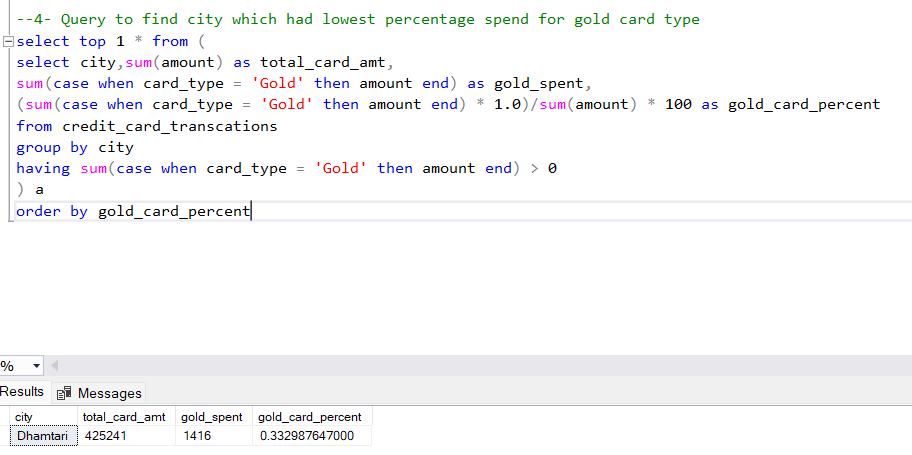 --4- Query to find city which had lowest percentage spend for gold card type
select top 1 * from (
select city,sum(amount) as total_card_amt,
sum(case when card_type = 'Gold' then amount end) as gold_spent,
(sum(case when card_type = 'Gold' then amount end) * 1.0)/sum(amount) * 100 as gold_card_percent
from credit_card_transcations
group by city
having sum(case when card_type = 'Gold' then amount end) > 0
) a
order by gold_card_percent
%
Results Messages
city total_card_amt gold_spent gold_card_percent
Dhamtari 425241 1416 0.332987647000